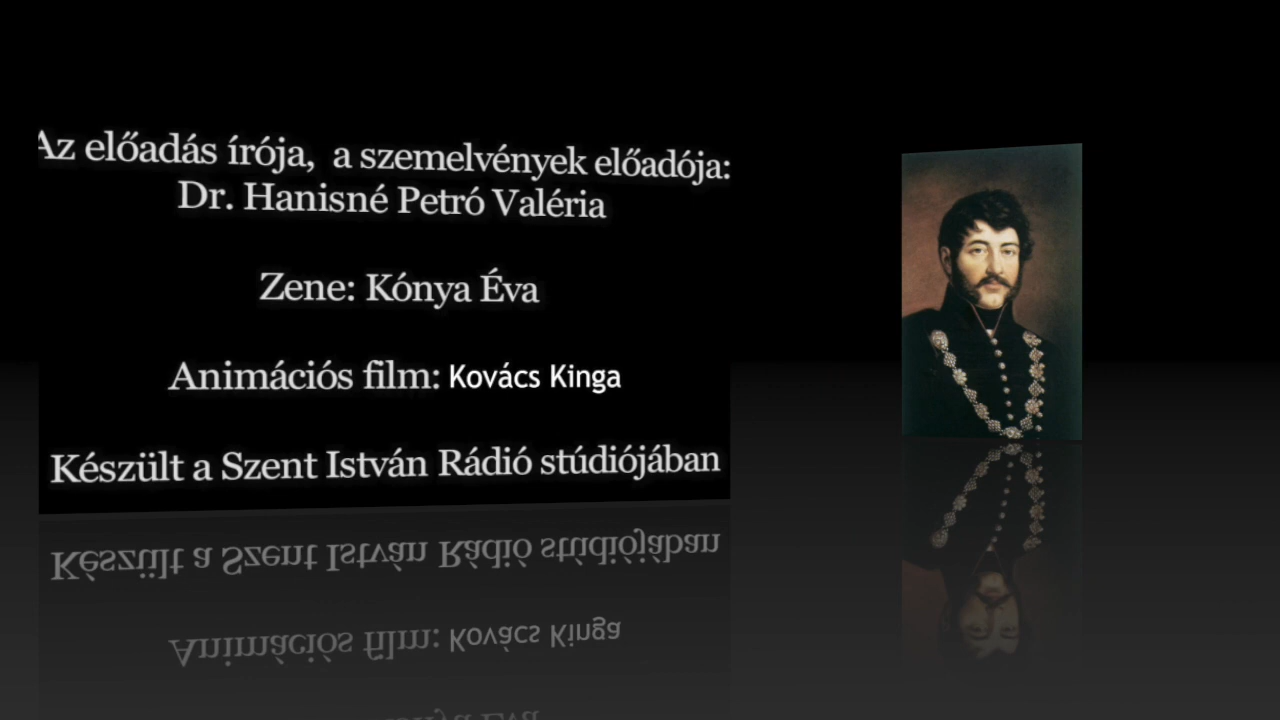 Az előadás írója, a szemelvények előadója:
Dr. Hanisné Petró Valéria
Zene: Kónya Éva
Animációs film: Kovács Kinga
Készült a Szent István Rádió stúdiójában